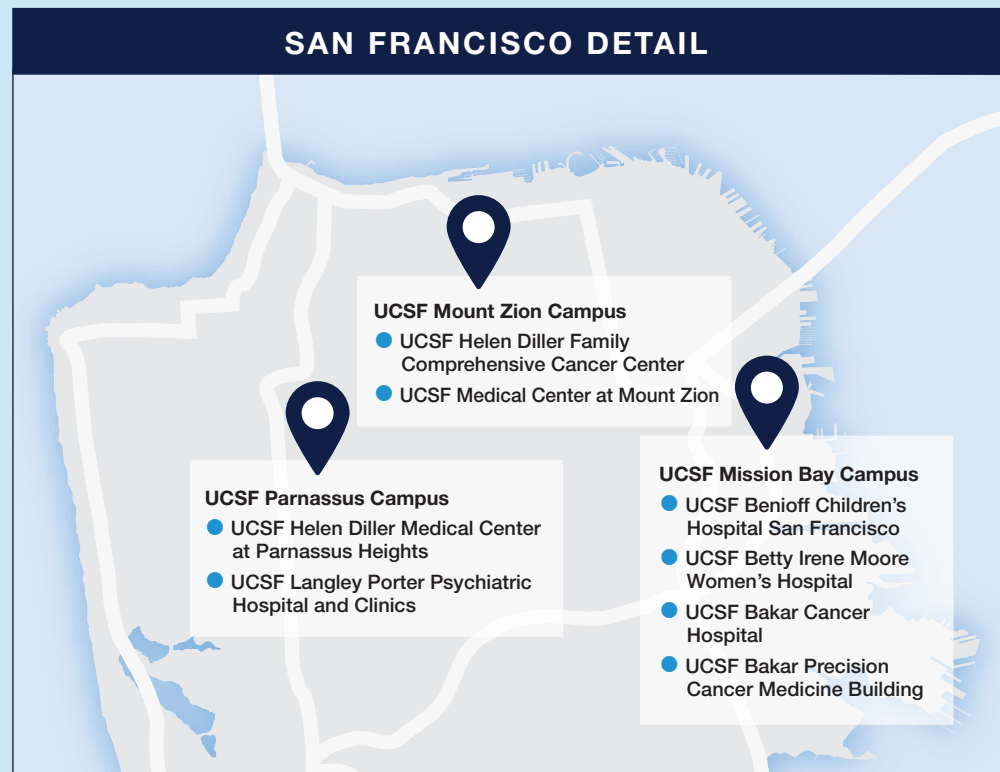 SAN FRANCISCO DETAIL
UCSF Mount Zion Campus
UCSF Helen Diller Family
Comprehensive Cancer Center
UCSF Medical Center at Mount Zion
UCSF Parnassus Campus
UCSF Helen Diller Medical Center
at Parnassus Heights
UCSF Langley Porter Psychiatric
Hospital and Clinics
UCSF Mission Bay Campus
UCSF Benioff Children’s
Hospital San Francisco
UCSF Betty Irene Moore
Women’s Hospital
UCSF Bakar Cancer
Hospital
UCSF Bakar Precision
Cancer Medicine Building